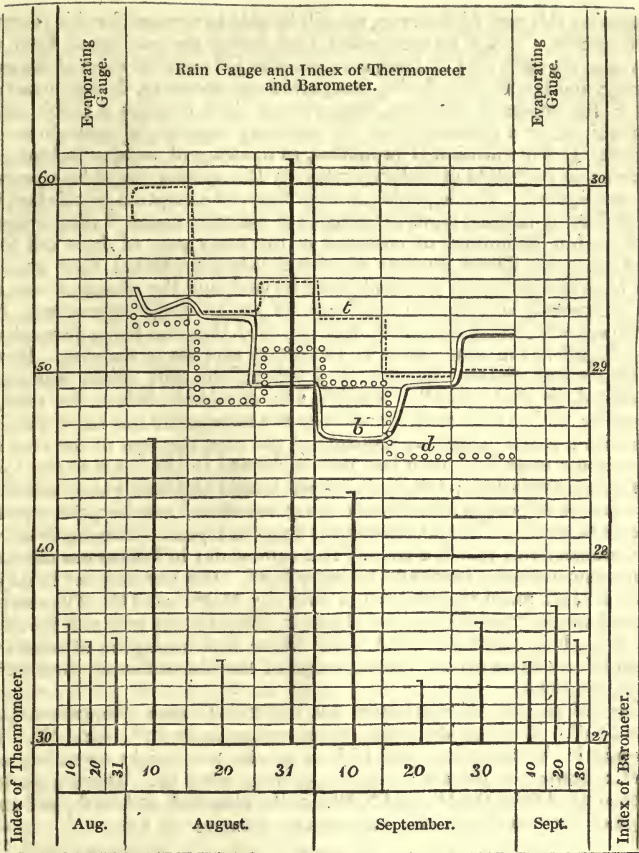 Evaporating
Gauge.
Rain Gauge and Index of Thermometer
and Barometer.
Evaporating
Gauge.
60
30
t
50
29
b
d
40
28
30
27
Index of Thermometer.
Index of Barometer.
10 20 31 10 20 31 10 20 30 10 20 30
Aug. August. September. Sept.